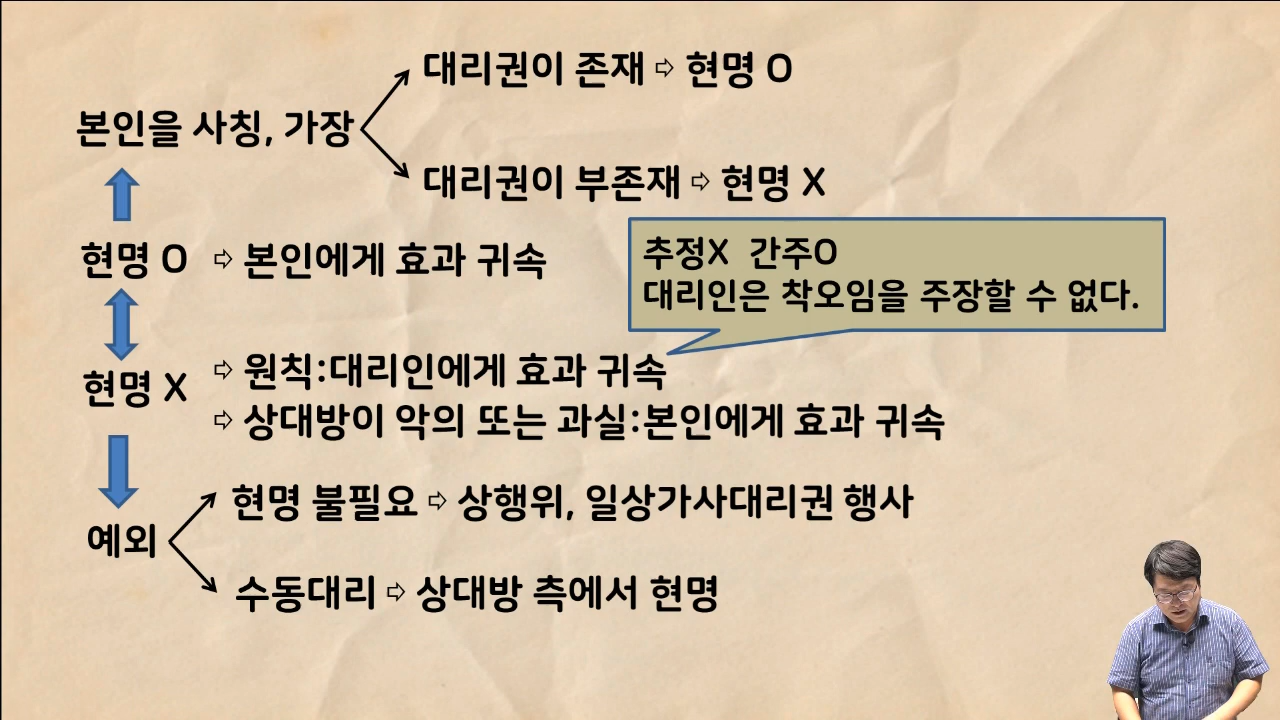 대리권이 존재 ⇨ 현명 O
본인을 사칭, 가장
대리권이 부존재 ⇨ 현명 X
현명 O ⇨ 본인에게 효과 귀속
추정X 간주O
대리인은 착오임을 주장할 수 없다.
현명 X ⇨ 원칙:대리인에게 효과 귀속
⇨ 상대방이 악의 또는 과실:본인에게 효과 귀속
현명 불필요 ⇨ 상행위, 일상가사대리권 행사
예외
수동대리 ⇨ 상대방 측에서 현명